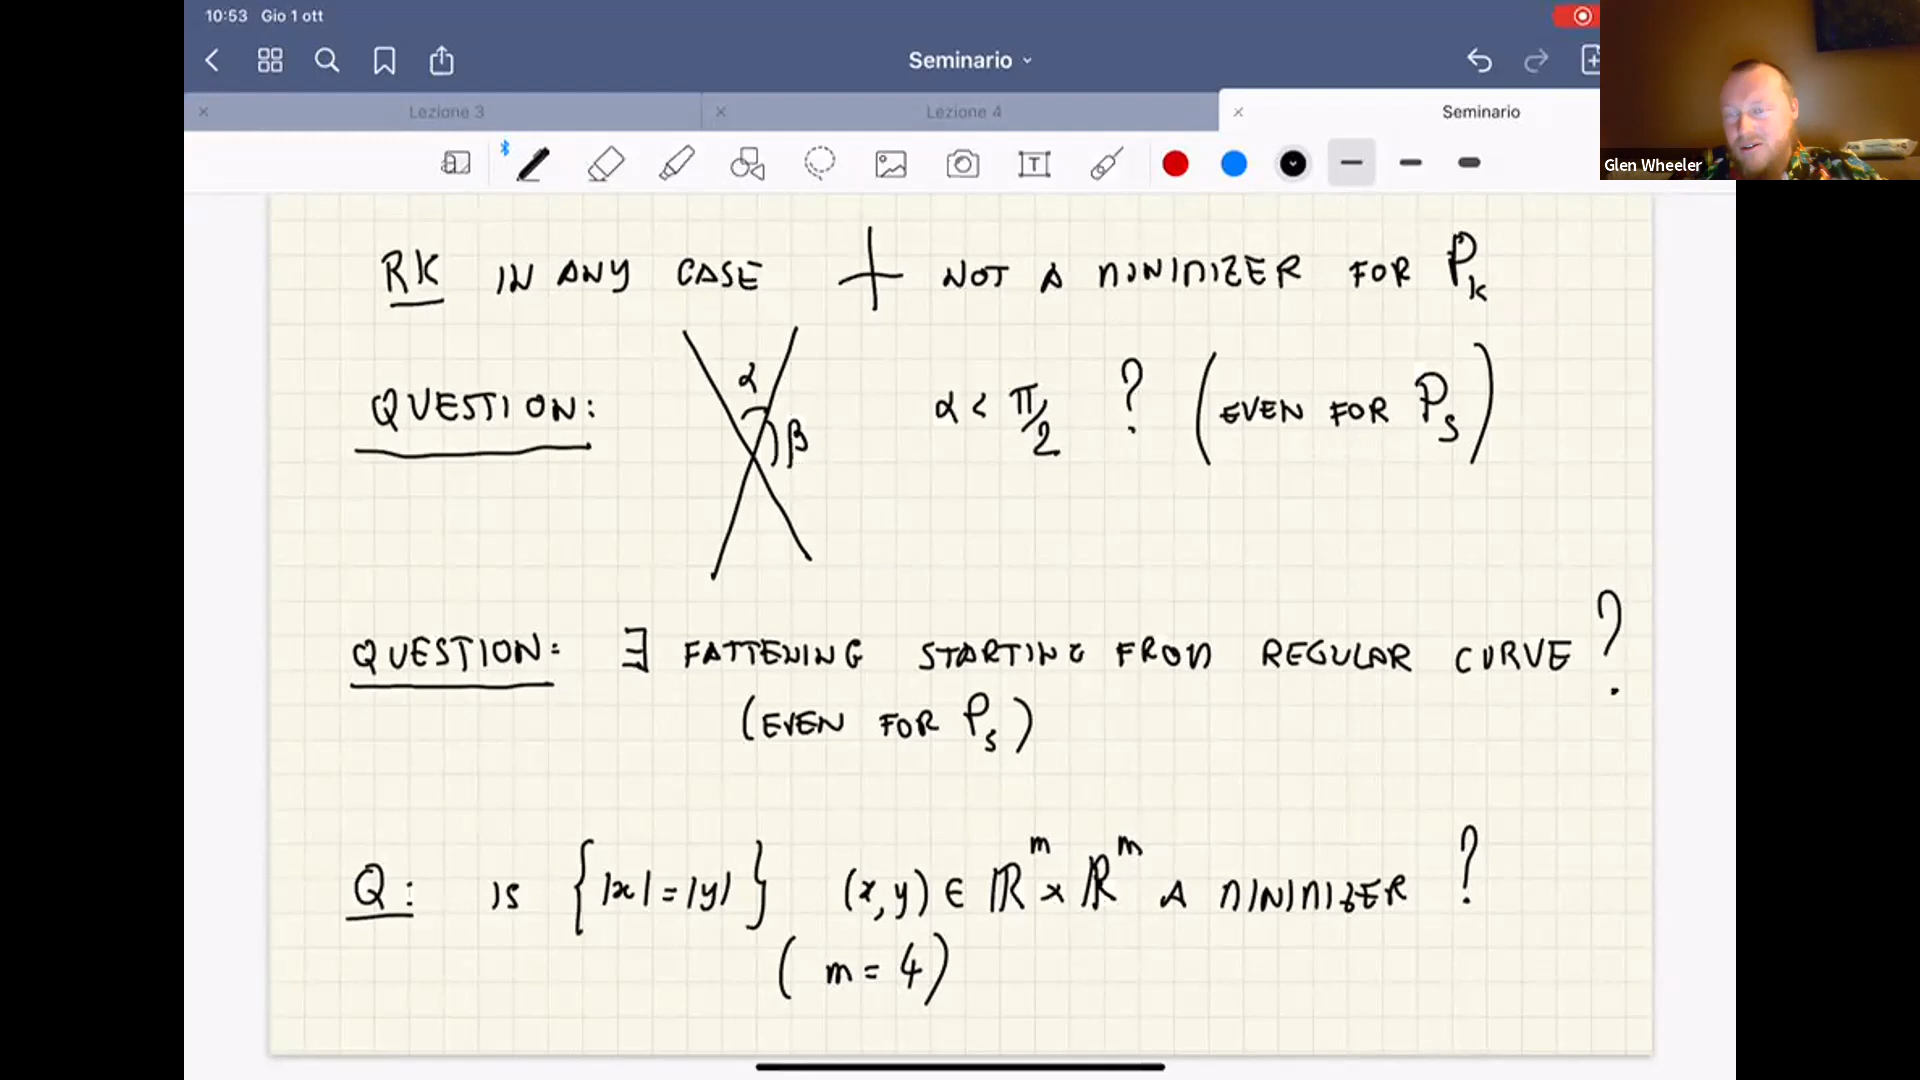 10:53 Gio 1 ott
Seminario
Lezione 3
Lezione 4
Seminario
Glen Wheeler
RK IN ANY CASE + NOT A MINIMIZER FOR P_K
QUESTION: α β α < π/2 ? (EVEN FOR P_S)
QUESTION: ∃ FATTENING STARTING FROM REGULAR CURVE ?
(EVEN FOR P_S)
Q: IS {|x|=|y|} (x,y) ∈ ℝ^m × ℝ^m A MINIMIZER ?
(m = 4)